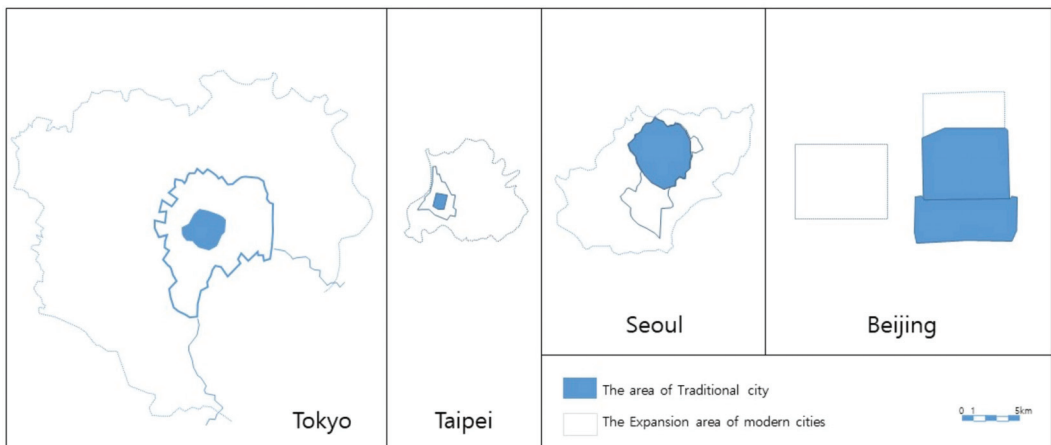 Tokyo
Taipei
Seoul
Beijing
The area of Traditional city
The Expansion area of modern cities
0 1 5km